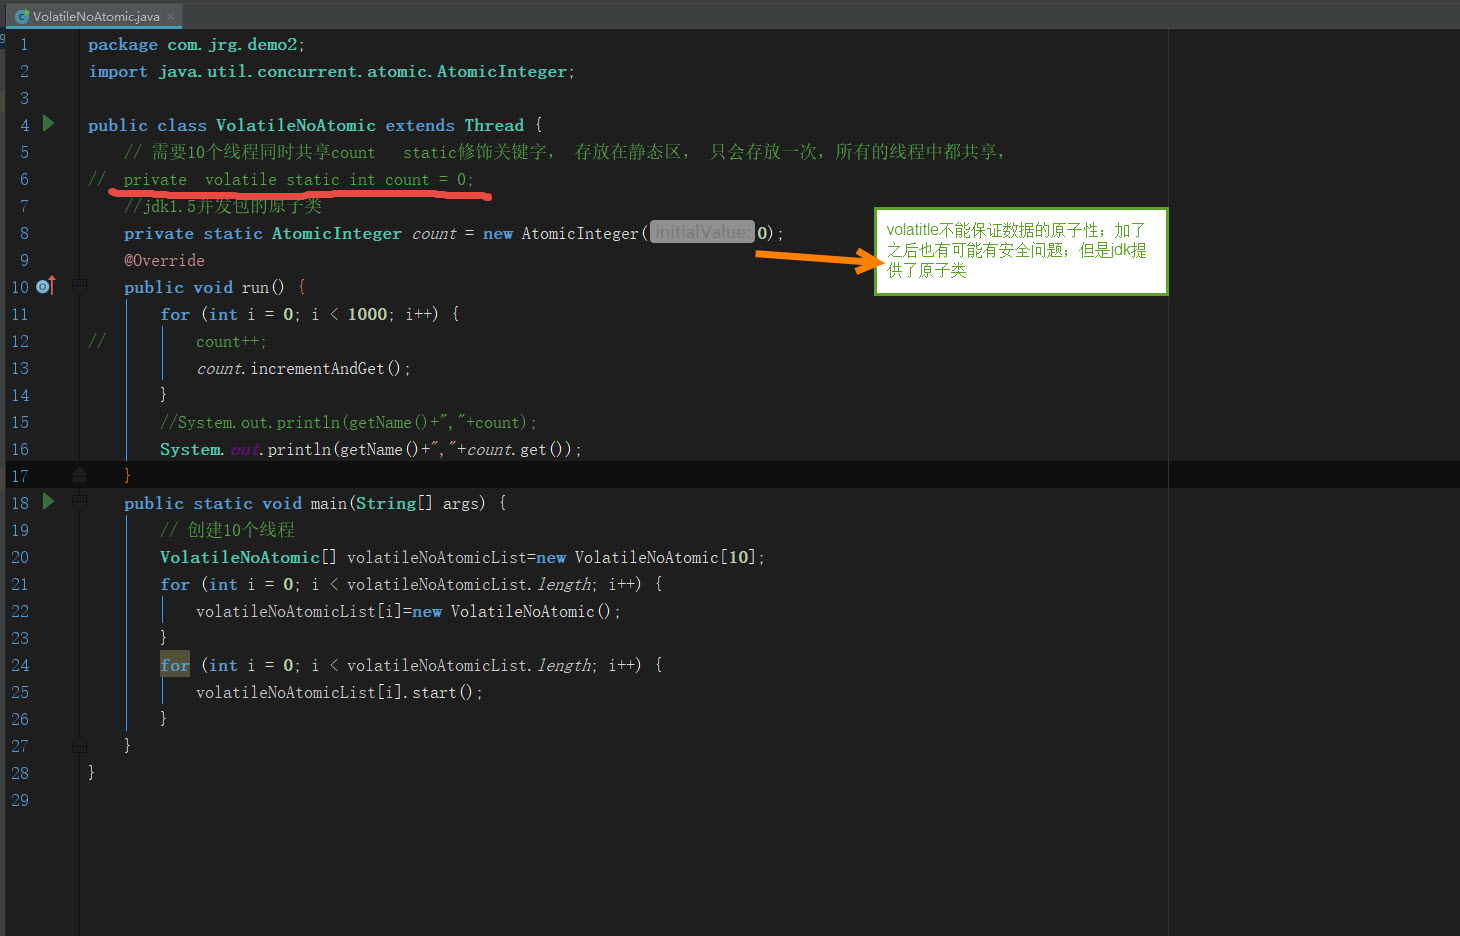 VolatileNoAtomic.java
1 package com.jrg.demo2;
2 import java.util.concurrent.atomic.AtomicInteger;
3
4 public class VolatileNoAtomic extends Thread {
5 // 需要10个线程同时共享count static修饰关键字， 存放在静态区， 只会存放一次，所有的线程中都共享，
6 // private volatile static int count = 0;
7 //jdk1.5并发包的原子类
8 private static AtomicInteger count = new AtomicInteger( initialValue: 0);
volatitle不能保证数据的原子性；加了
之后也有可能有安全问题；但是jdk提
供了原子类
9 @Override
10 public void run() {
11 for (int i = 0; i < 1000; i++) {
12 // count++;
13 count.incrementAndGet();
14 }
15 //System.out.println(getName()+","+count);
16 System.out.println(getName()+","+count.get());
17 }
18 public static void main(String[] args) {
19 // 创建10个线程
20 VolatileNoAtomic[] volatileNoAtomicList=new VolatileNoAtomic[10];
21 for (int i = 0; i < volatileNoAtomicList.length; i++) {
22 volatileNoAtomicList[i]=new VolatileNoAtomic();
23 }
24 for (int i = 0; i < volatileNoAtomicList.length; i++) {
25 volatileNoAtomicList[i].start();
26 }
27 }
28 }
29